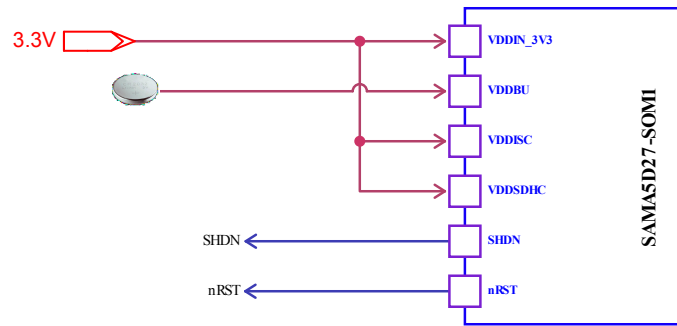 3.3V
VDDIN_3V3
VDDBU
VDDISC
VDDSDHC
SHDN
SHDN
nRST
nRST
SAMA5D27-SOM1